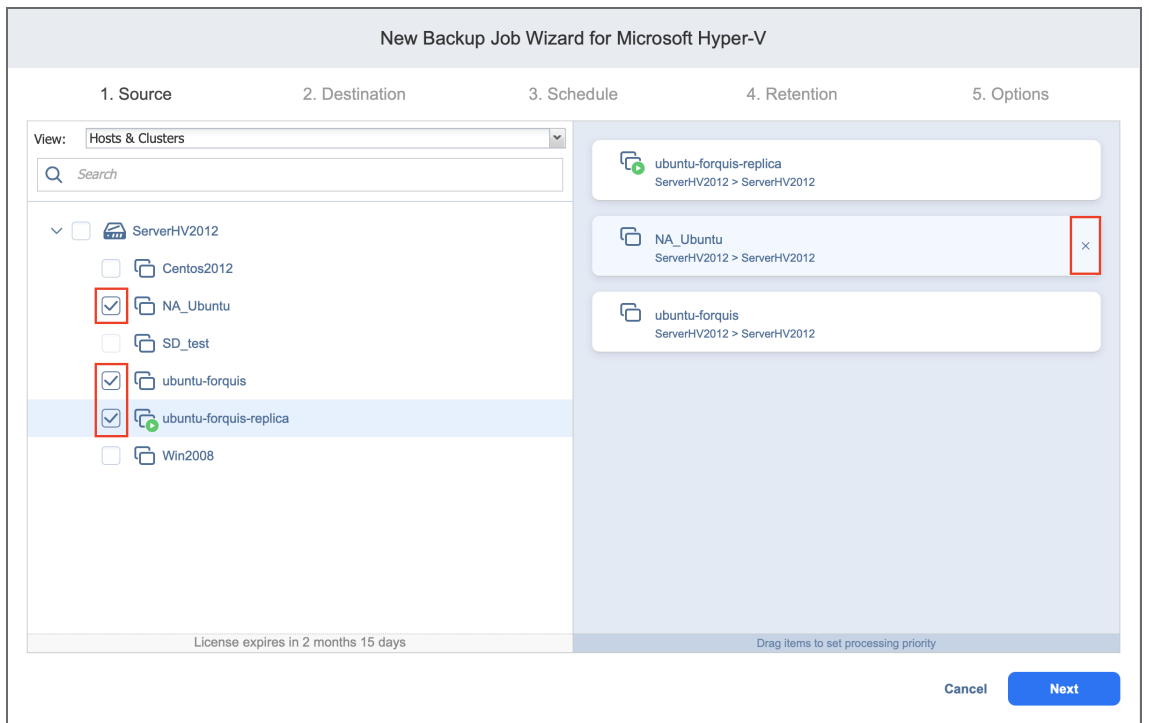 New Backup Job Wizard for Microsoft Hyper-V
1. Source 2. Destination 3. Schedule 4. Retention 5. Options
View: Hosts & Clusters
Search
ServerHV2012
Centos2012
NA_Ubuntu
SD_test
ubuntu-forquis
ubuntu-forquis-replica
Win2008
License expires in 2 months 15 days
ubuntu-forquis-replica
ServerHV2012 > ServerHV2012
NA_Ubuntu
ServerHV2012 > ServerHV2012
ubuntu-forquis
ServerHV2012 > ServerHV2012
Drag items to set processing priority
Cancel Next